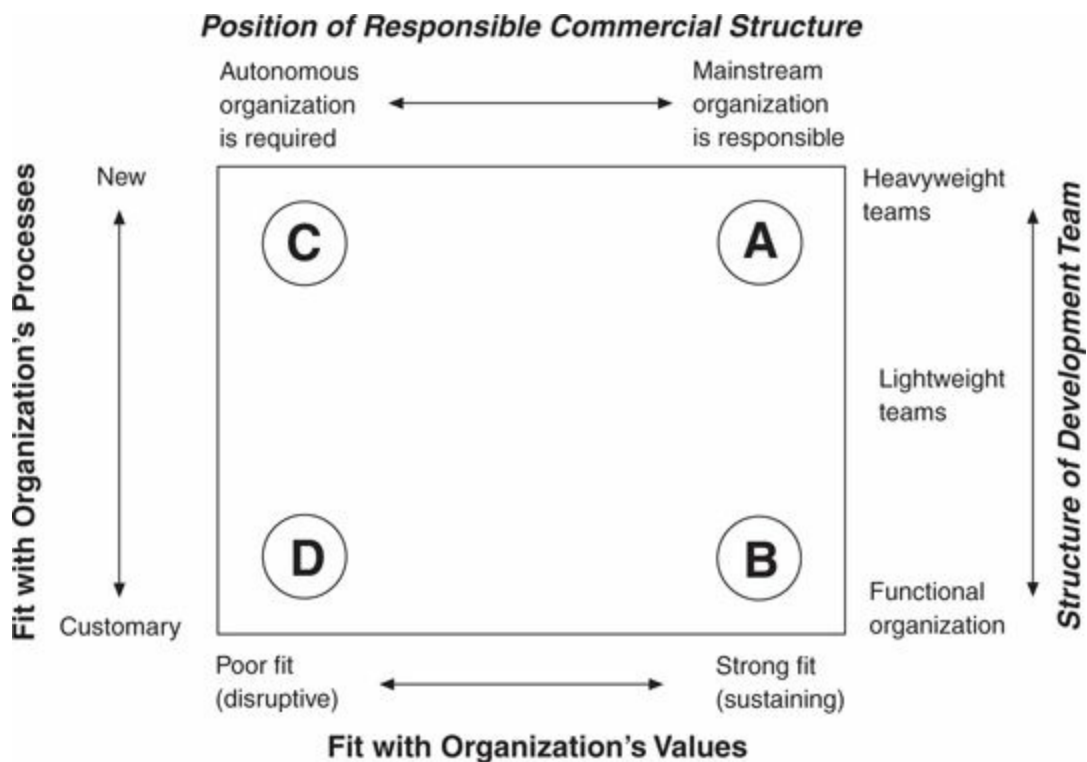 Position of Responsible Commercial Structure
Autonomous
organization
is required
Mainstream
organization
is responsible
Fit with Organization's Processes
New
Customary
C
A
D
B
Heavyweight
teams
Lightweight
teams
Functional
organization
Structure of Development Team
Poor fit
(disruptive)
Strong fit
(sustaining)
Fit with Organization's Values